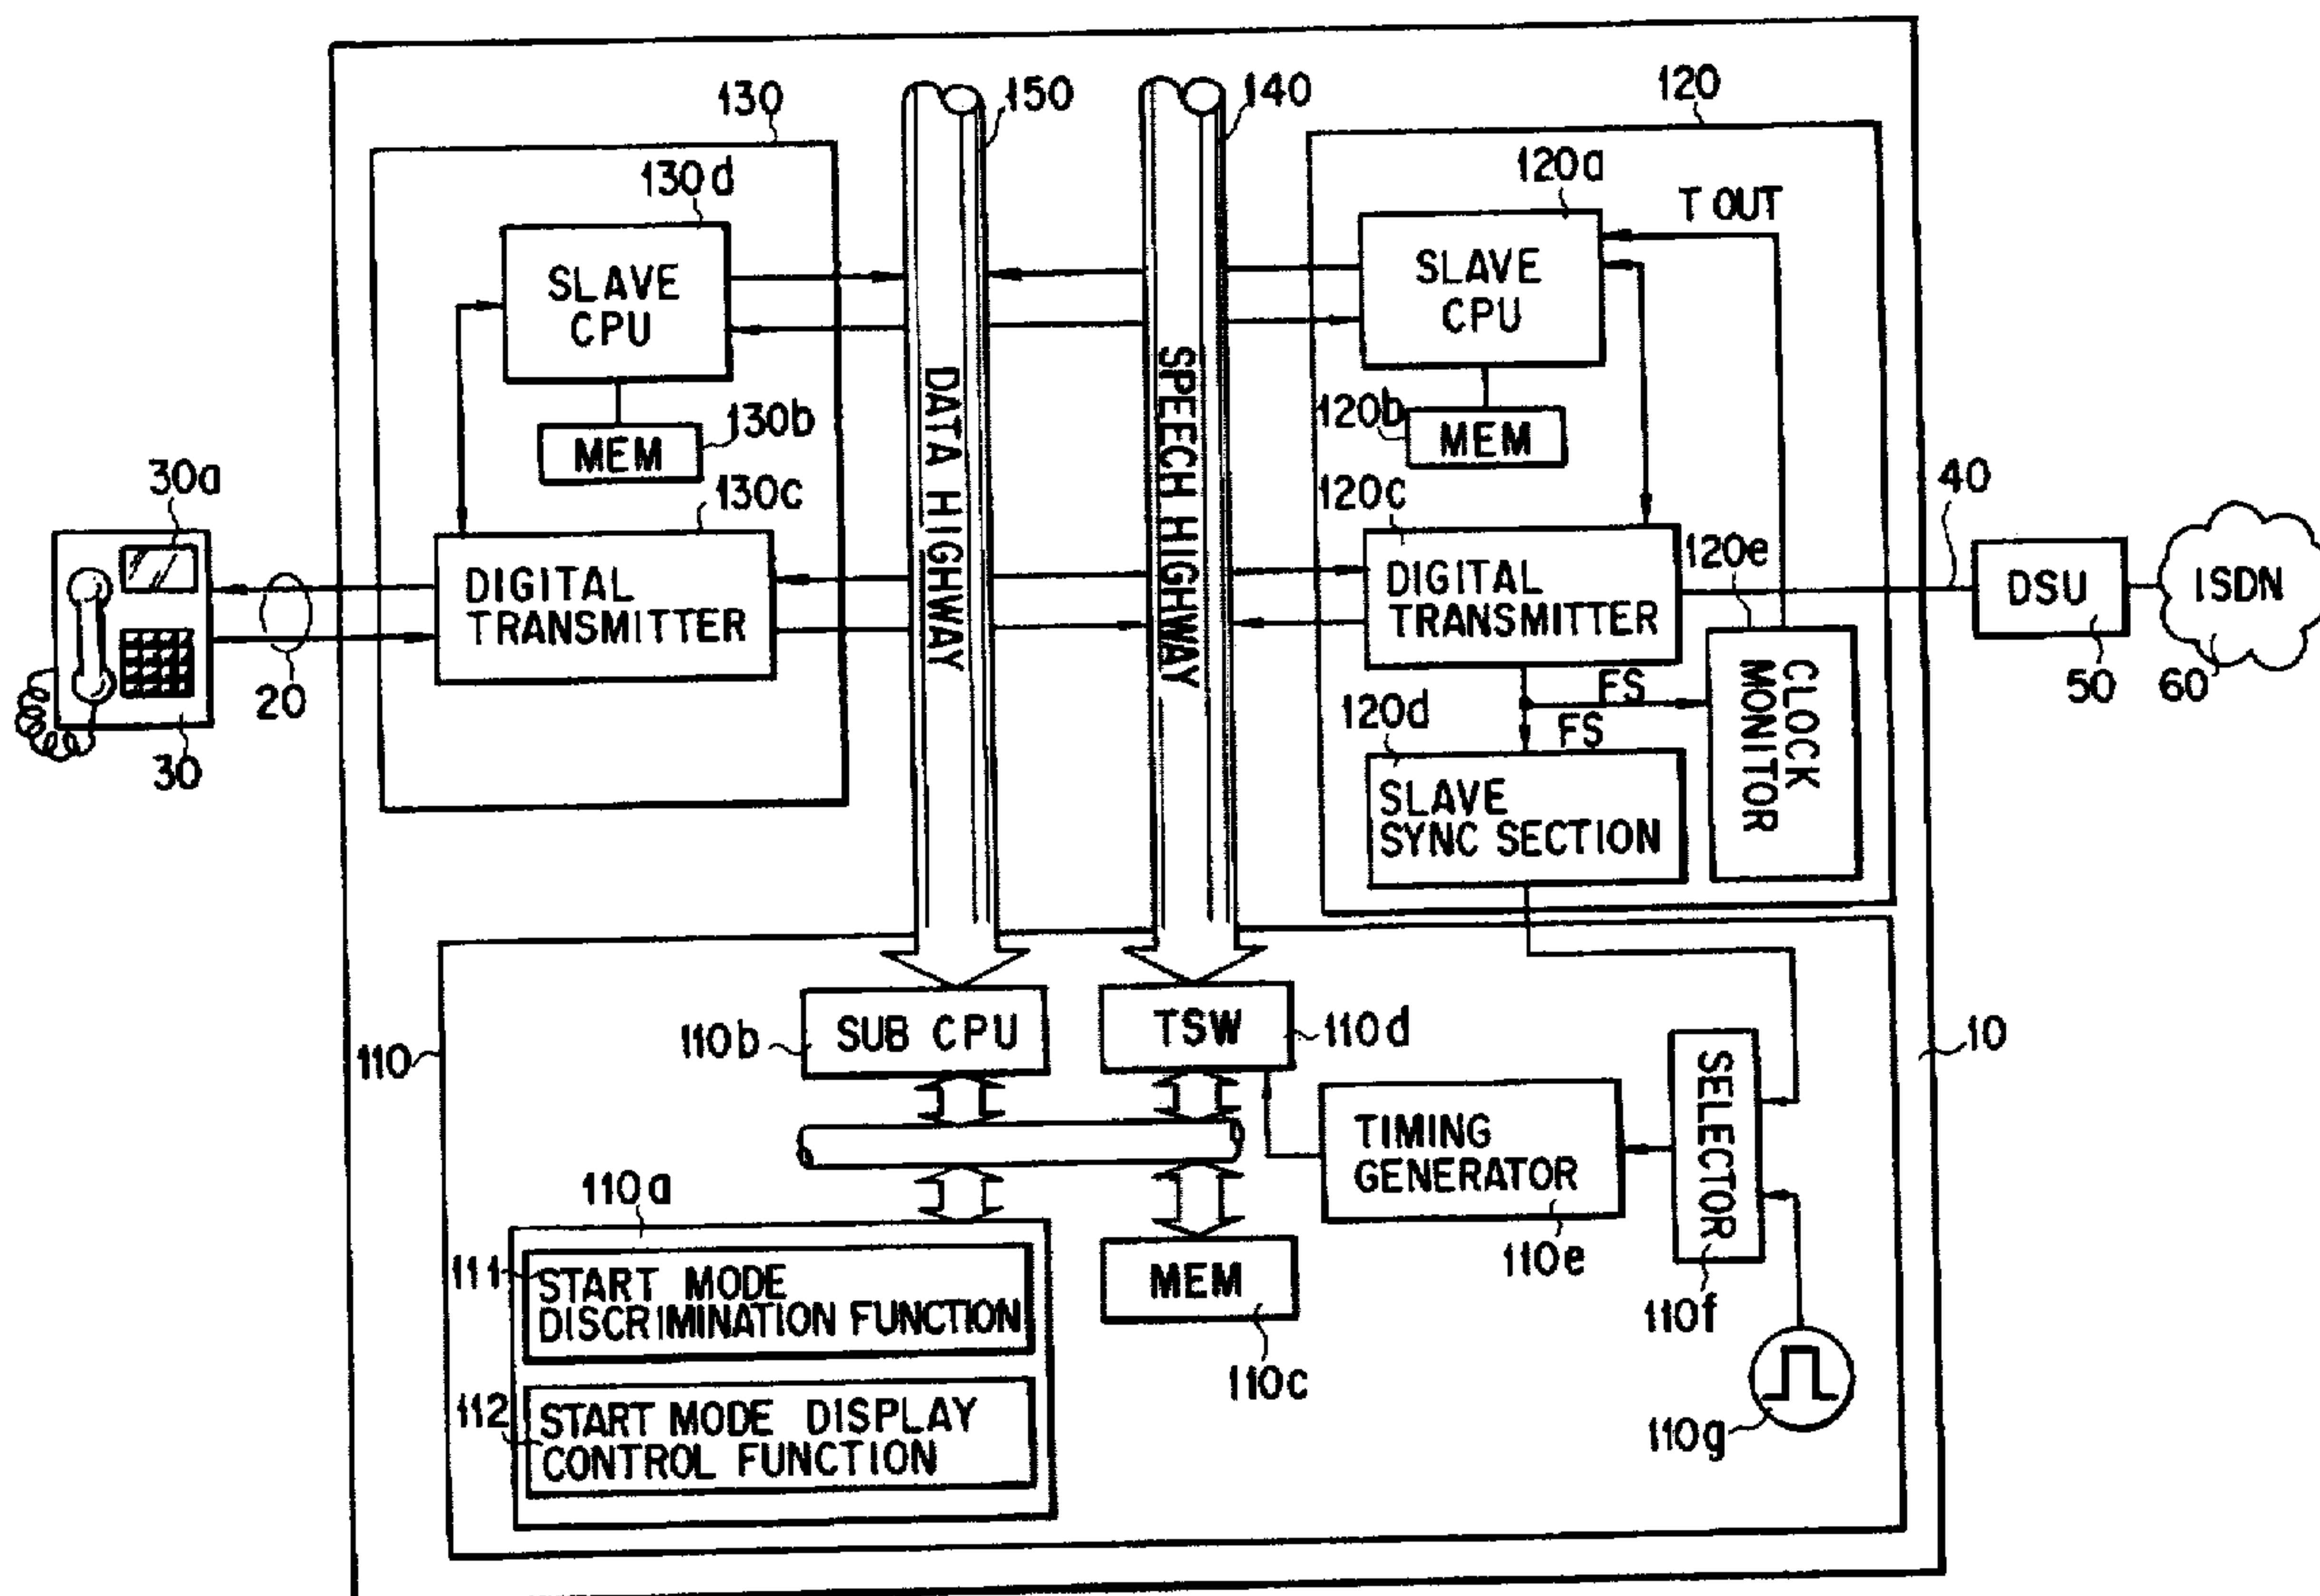 130
150
140
120
130d
120a
T OUT
SLAVE
CPU
SLAVE
CPU
130b
MEM
120b
MEM
DATA HIGHWAY
SPEECH HIGHWAY
30a
130c
120c
40
DIGITAL
TRANSMITTER
DIGITAL
TRANSMITTER
120e
DSU
ISDN
20
30
50
60
FS
FS
CLOCK
MONITOR
120d
SLAVE
SYNC SECTION
110
110b
SUB CPU
TSW
110d
10
SELECTOR
TIMING
GENERATOR
110a
110e
110f
111
START MODE
DISCRIMINATION FUNCTION
MEM
110c
112
START MODE DISPLAY
CONTROL FUNCTION
110g